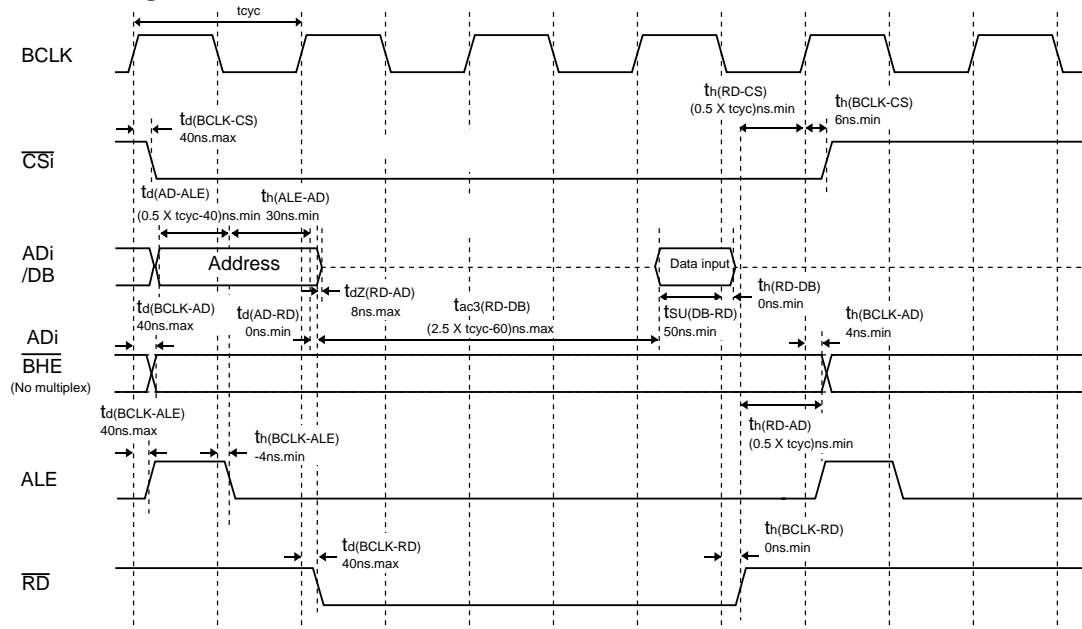 tcyc
BCLK
td(BCLK-CS)
40ns.max
th(RD-CS)
(0.5 X tcyc)ns.min
th(BCLK-CS)
6ns.min
CSi
td(AD-ALE)
(0.5 X tcyc-40)ns.min
th(ALE-AD)
30ns.min
ADi
/DB
Address
Data input
td(BCLK-AD)
40ns.max
td(AD-RD)
0ns.min
tdZ(RD-AD)
8ns.max
tac3(RD-DB)
(2.5 X tcyc-60)ns.max
tSU(DB-RD)
50ns.min
th(RD-DB)
0ns.min
th(BCLK-AD)
4ns.min
ADi
BHE
(No multiplex)
td(BCLK-ALE)
40ns.max
th(BCLK-ALE)
-4ns.min
th(RD-AD)
(0.5 X tcyc)ns.min
ALE
td(BCLK-RD)
40ns.max
th(BCLK-RD)
0ns.min
RD